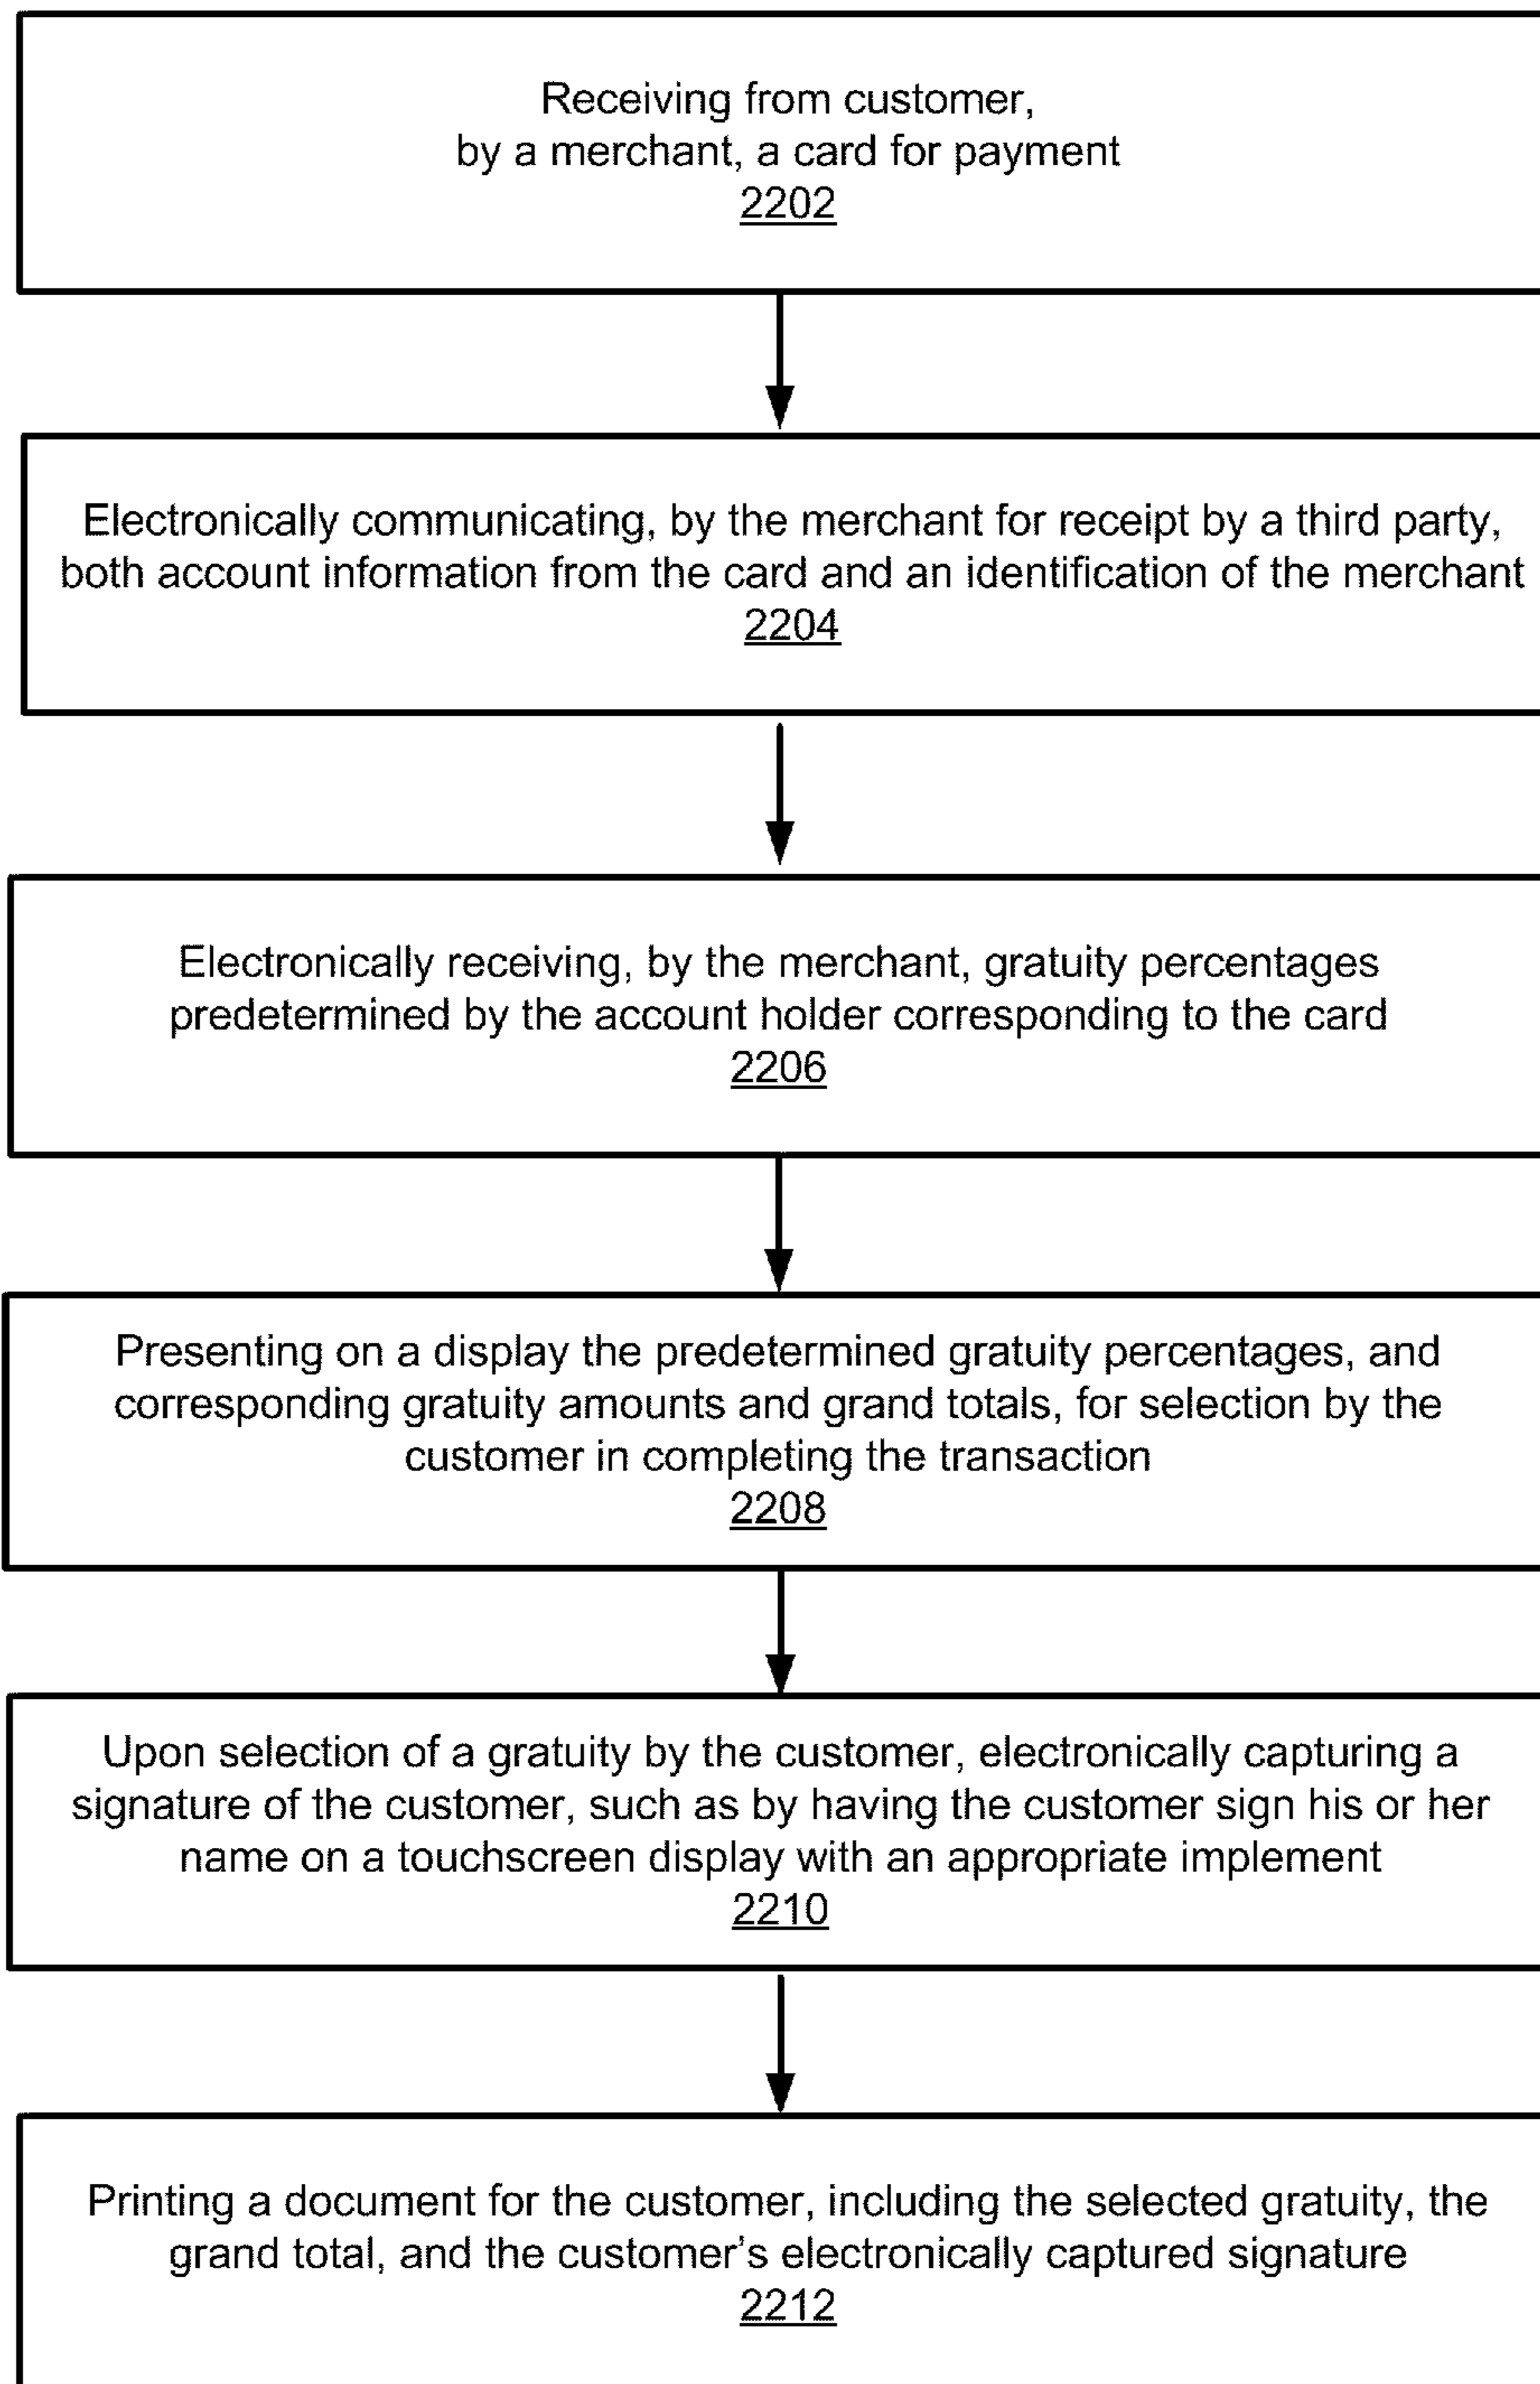 Receiving from customer,
by a merchant, a card for payment
2202
Electronically communicating, by the merchant for receipt by a third party,
both account information from the card and an identification of the merchant
2204
Electronically receiving, by the merchant, gratuity percentages
predetermined by the account holder corresponding to the card
2206
Presenting on a display the predetermined gratuity percentages, and
corresponding gratuity amounts and grand totals, for selection by the
customer in completing the transaction
2208
Upon selection of a gratuity by the customer, electronically capturing a
signature of the customer, such as by having the customer sign his or her
name on a touchscreen display with an appropriate implement
2210
Printing a document for the customer, including the selected gratuity, the
grand total, and the customer’s electronically captured signature
2212